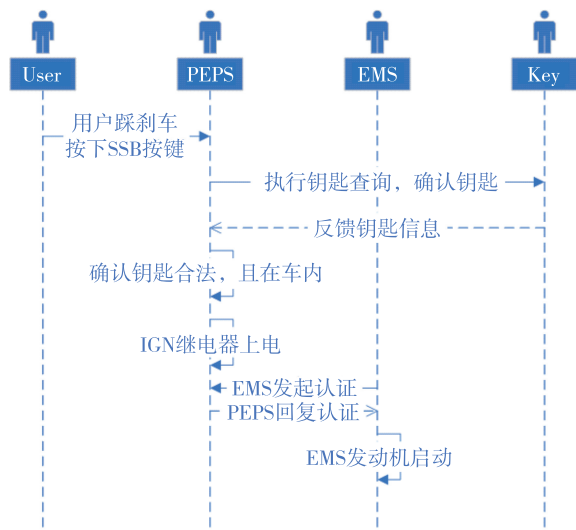 User
PEPS
EMS
Key
用户踩刹车
按下SSB按键
执行钥匙查询，确认钥匙
反馈钥匙信息
确认钥匙合法，且在车内
IGN继电器上电
EMS发起认证
PEPS回复认证
EMS发动机启动